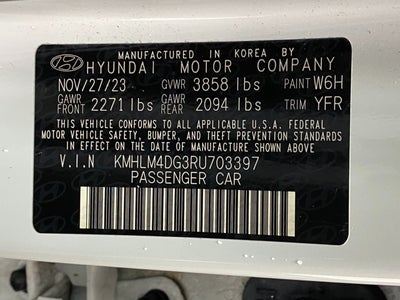 MANUFACTURED IN KOREA BY
HYUNDAI MOTOR COMPANY
NOV/27/23 GVWR 3858 lbs PAINT W6H
GAWR FRONT 2271 lbs GAWR REAR 2094 lbs TRIM YFR
THIS VEHICLE CONFORMS TO ALL APPLICABLE U.S.A FEDERAL
MOTOR VEHICLE SAFETY, BUMPER, AND THEFT PREVENTION STANDARDS
IN EFFECT ON THE DATE OF MANUFACTURE SHOWN ABOVE.
V.I.N KMHLM4DG3RU703397
PASSENGER CAR